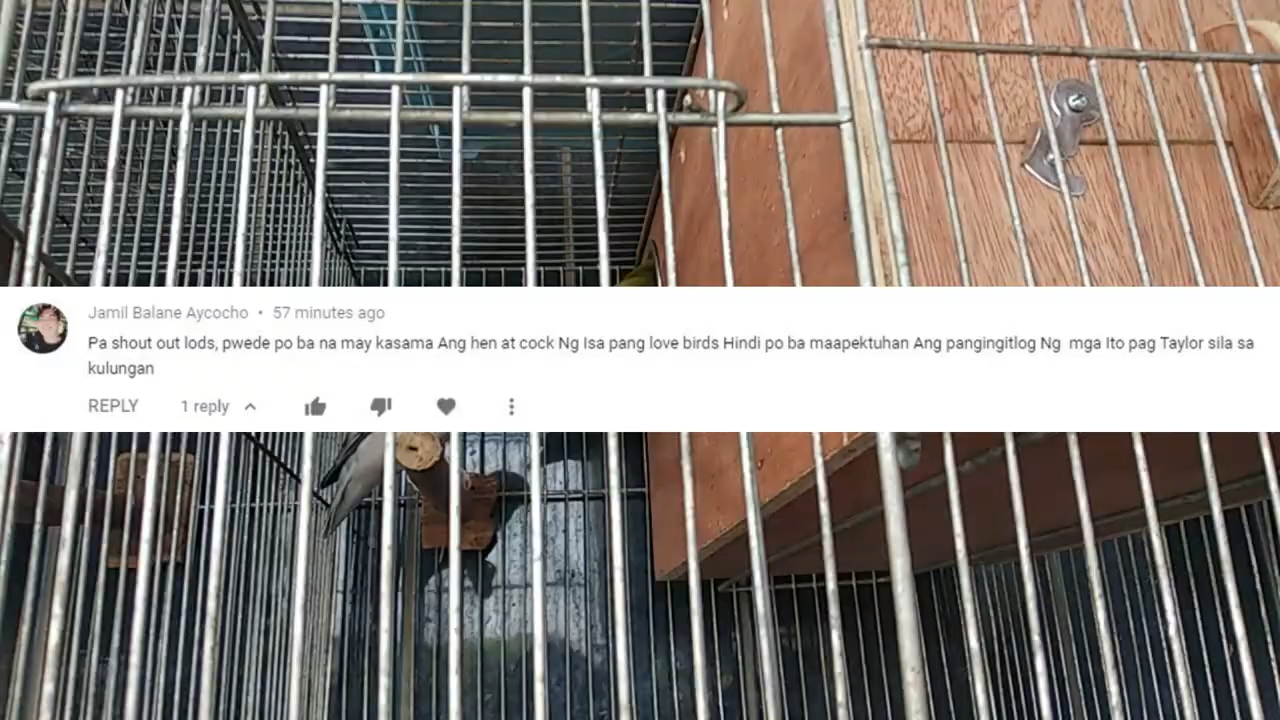 Jamil Balane Aycocho • 57 minutes ago
Pa shout out lods, pwede po ba na may kasama Ang hen at cock Ng Isa pang love birds Hindi po ba maapektuhan Ang pangingitlog Ng  mga Ito pag Taylor sila sa
kulungan
REPLY 1 reply